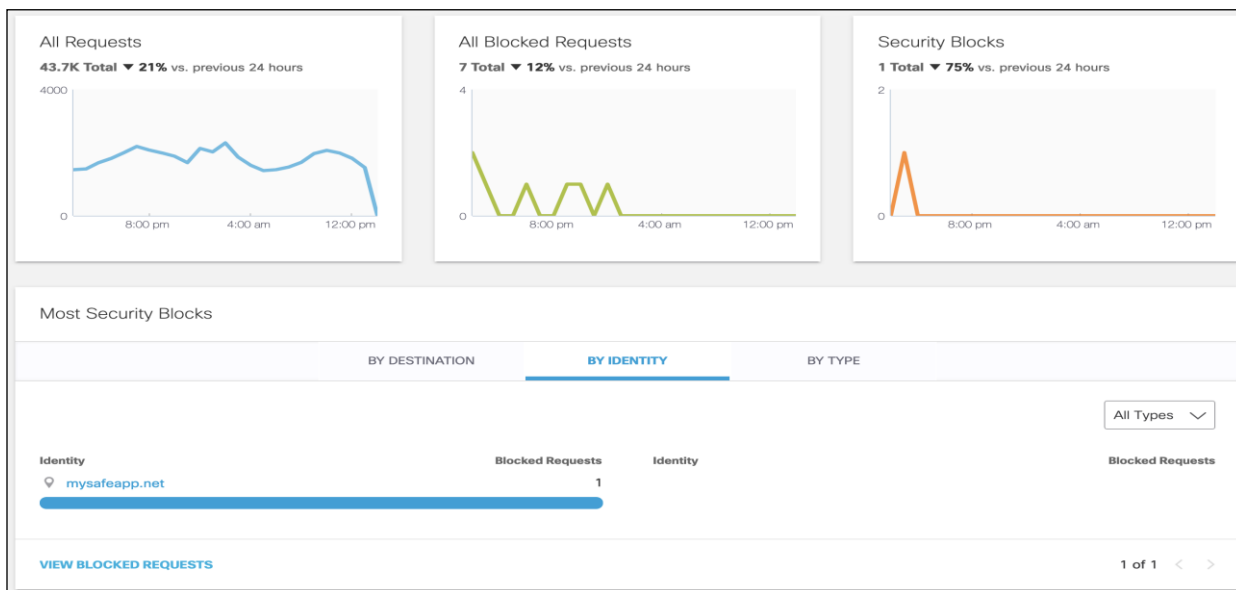 All Requests
43.7K Total ▼ 21% vs. previous 24 hours
4000
0
8:00 pm 4:00 am 12:00 pm
All Blocked Requests
7 Total ▼ 12% vs. previous 24 hours
4
0
8:00 pm 4:00 am 12:00 pm
Security Blocks
1 Total ▼ 75% vs. previous 24 hours
2
0
8:00 pm 4:00 am 12:00 pm
Most Security Blocks
BY DESTINATION BY IDENTITY BY TYPE
All Types
Identity Blocked Requests Identity Blocked Requests
mysafeapp.net 1
VIEW BLOCKED REQUESTS 1 of 1 < >